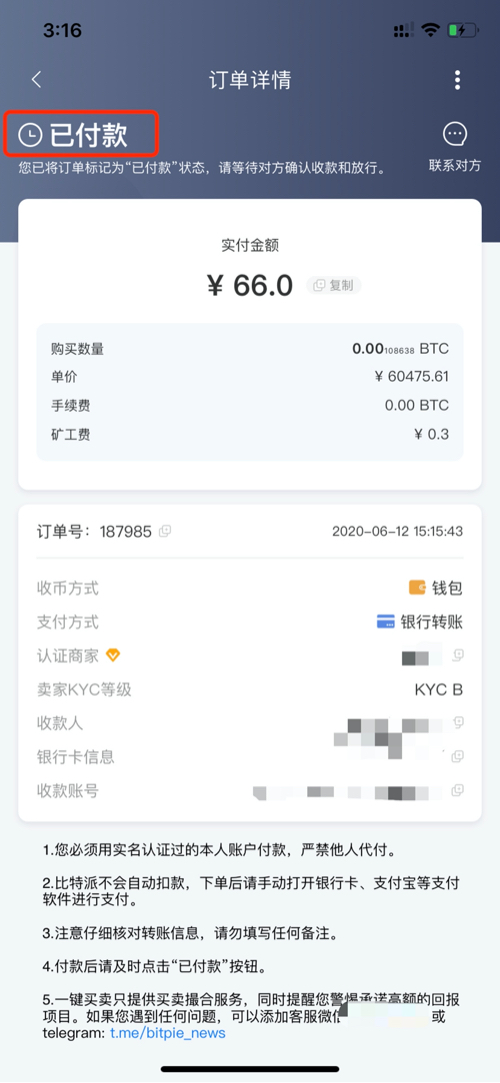 3:16
订单详情
已付款
您已将订单标记为“已付款”状态，请等待对方确认收款和放行。
联系对方
实付金额
¥ 66.0 复制
购买数量 0.00108638 BTC
单价 ¥ 60475.61
手续费 0.00 BTC
矿工费 ¥ 0.3
订单号：187985 2020-06-12 15:15:43
收币方式 钱包
支付方式 银行转账
认证商家
卖家KYC等级 KYC B
收款人
银行卡信息
收款账号
1.您必须用实名认证过的本人账户付款，严禁他人代付。
2.比特派不会自动扣款，下单后请手动打开银行卡、支付宝等支付
软件进行支付。
3.注意仔细核对转账信息，请勿填写任何备注。
4.付款后请及时点击“已付款”按钮。
5.一键买卖只提供买卖撮合服务，同时提醒您警惕承诺高额的回报
项目。如果您遇到任何问题，可以添加客服微信 或
telegram: t.me/bitpie_news